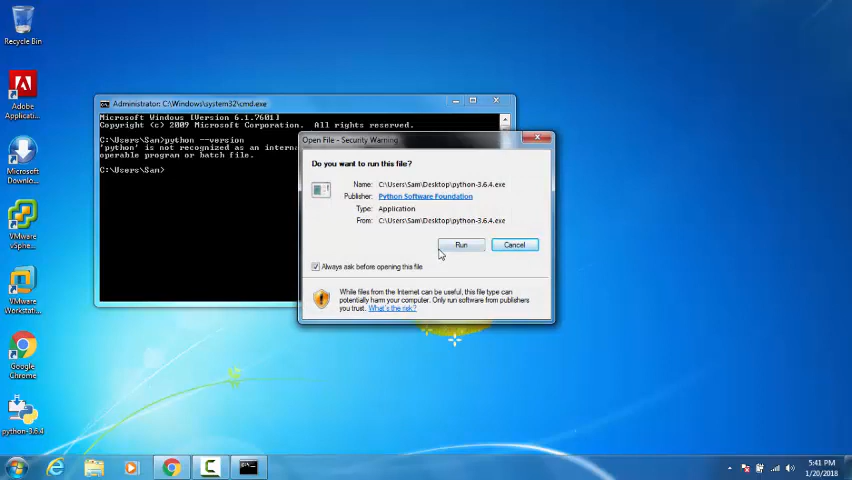 Recycle Bin
Adobe
Applicati...
Microsoft
Downlo...
VMware
vSphe...
VMware
Workstati...
Google
Chrome
python-3.6.4
Administrator: C:\Windows\system32\cmd.exe
Microsoft Windows [Version 6.1.7601]
Copyright (c) 2009 Microsoft Corporation. All rights reserved.
C:\Users\Sam>python --version
'python' is not recognized as an interna
operable program or batch file.
C:\Users\Sam>
Open File - Security Warning
Do you want to run this file?
Name: C:\Users\Sam\Desktop\python-3.6.4.exe
Publisher: Python Software Foundation
Type: Application
From: C:\Users\Sam\Desktop\python-3.6.4.exe
Run Cancel
Always ask before opening this file
While files from the Internet can be useful, this file type can
potentially harm your computer. Only run software from publishers
you trust. What's the risk?
5:41 PM
1/20/2018